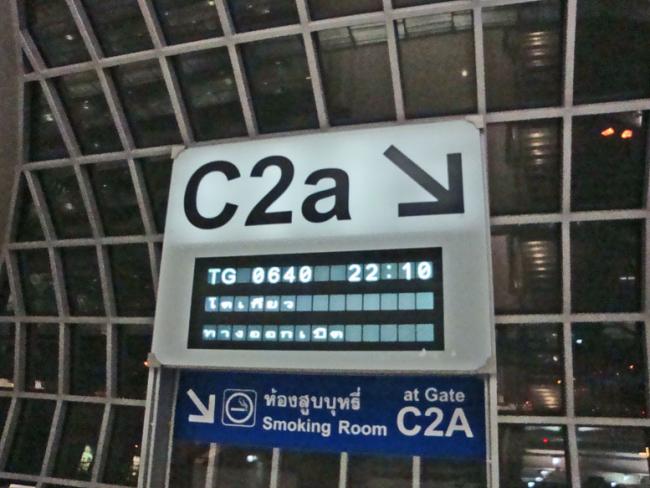 C2a
TG 0640 22:10
โตเกียว
ทางออกเปิด
ห้องสูบบุหรี่
Smoking Room
at Gate
C2A